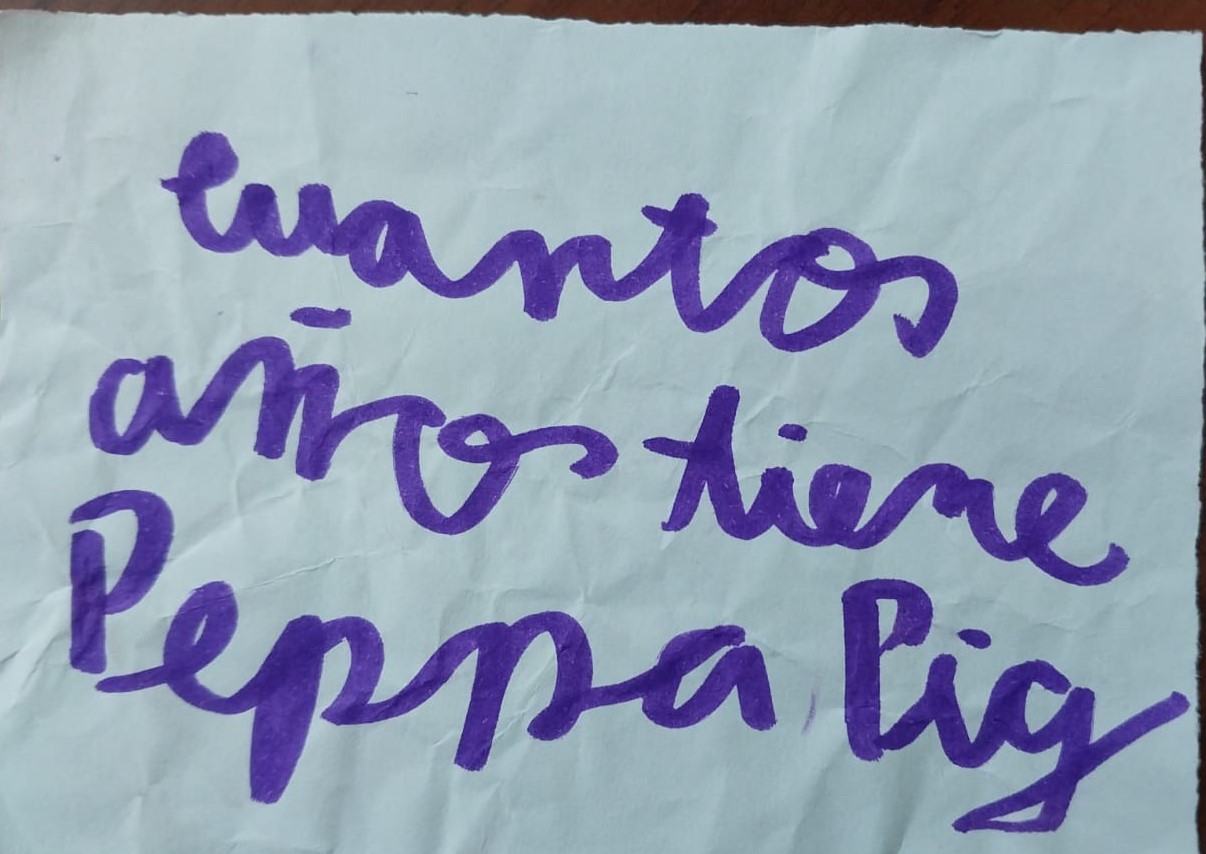 cuantos
años tiene
Peppa Pig